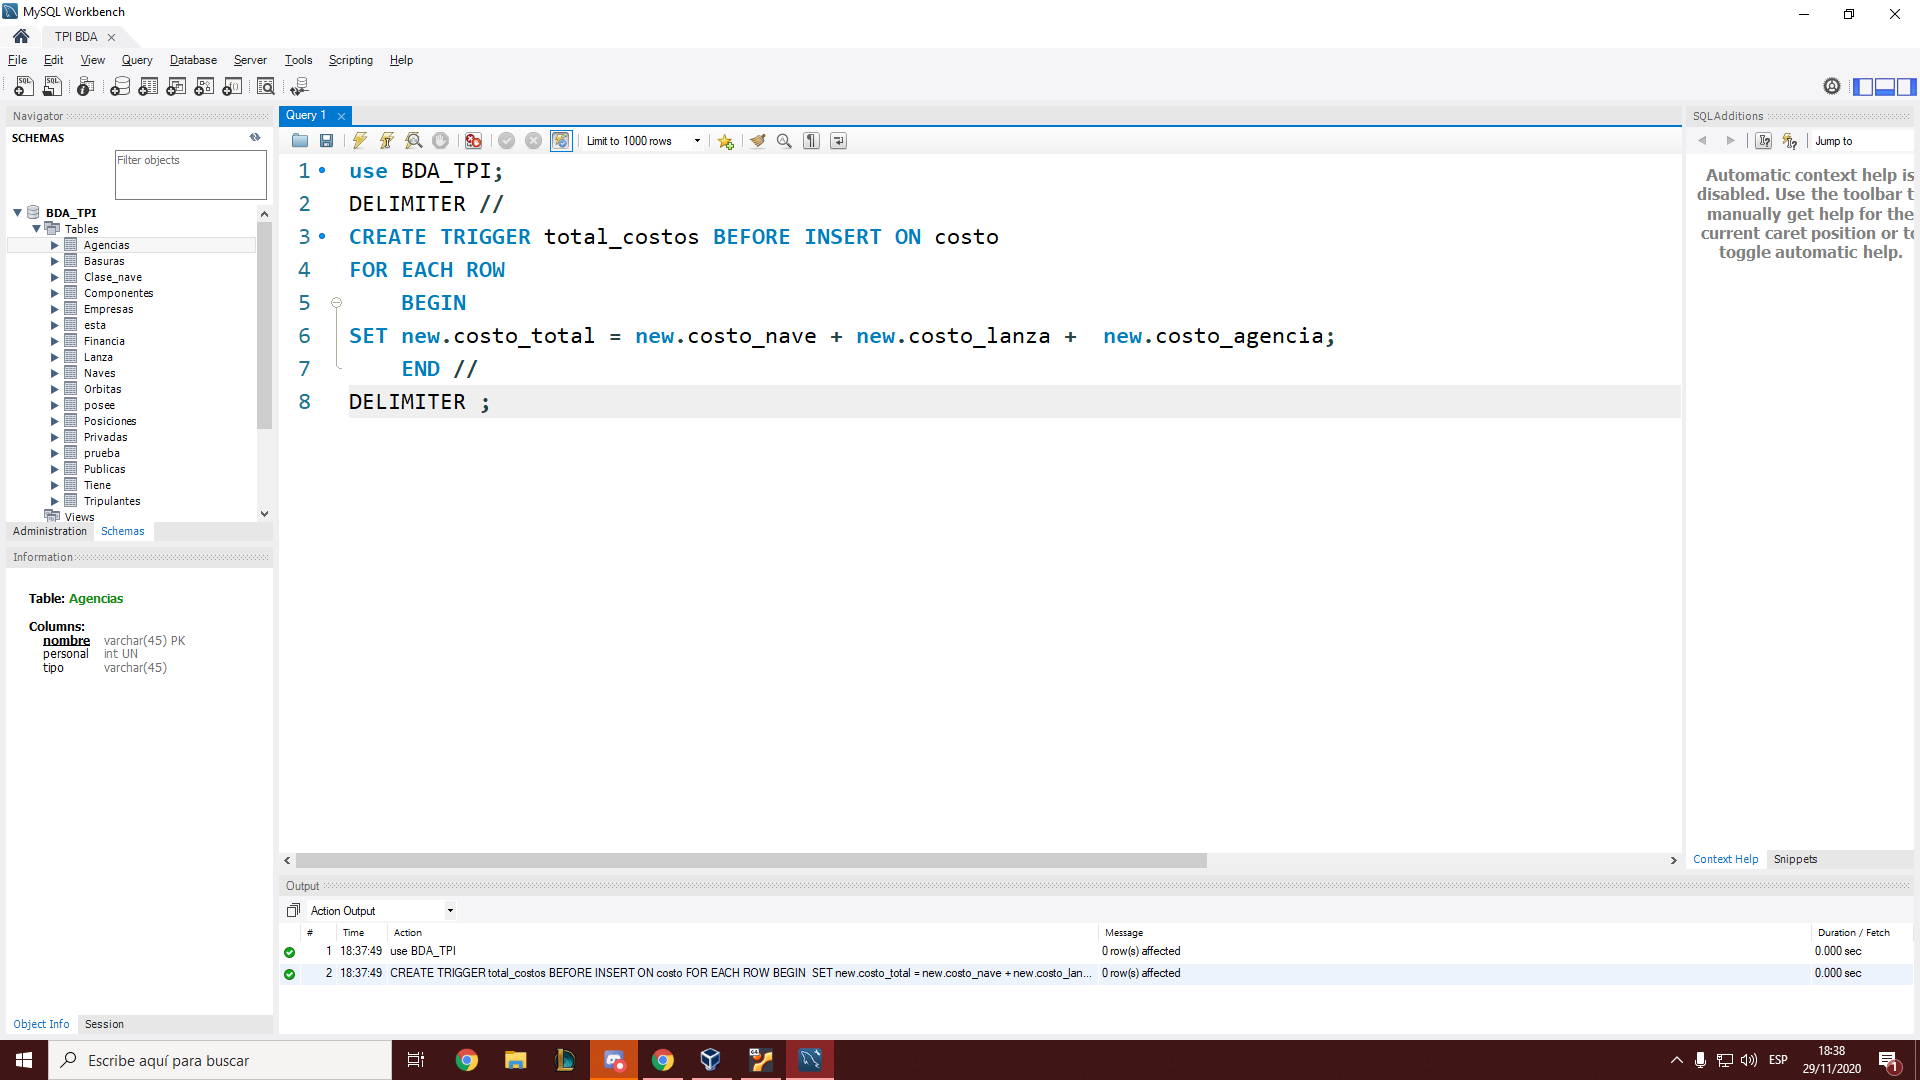 MySQL Workbench
TPI BDA
File Edit View Query Database Server Tools Scripting Help
Navigator
SCHEMAS
Filter objects
BDA_TPI
Tables
Agencias
Basuras
Clase_nave
Componentes
Empresas
esta
Financia
Lanza
Naves
Orbitas
posee
Posiciones
Privadas
prueba
Publicas
Tiene
Tripulantes
Views
Administration Schemas
Information
Table: Agencias
Columns:
nombre varchar(45) PK
personal int UN
tipo varchar(45)
Object Info Session
Query 1
Limit to 1000 rows
1 use BDA_TPI;
2 DELIMITER //
3 CREATE TRIGGER total_costos BEFORE INSERT ON costo
4 FOR EACH ROW
5 BEGIN
6 SET new.costo_total = new.costo_nave + new.costo_lanza +  new.costo_agencia;
7 END //
8 DELIMITER ;
SQLAdditions
Jump to
Automatic context help is
disabled. Use the toolbar t
manually get help for the
current caret position or to
toggle automatic help.
Context Help Snippets
Output
Action Output
# Time Action Message Duration / Fetch
1 18:37:49 use BDA_TPI 0 row(s) affected 0.000 sec
2 18:37:49 CREATE TRIGGER total_costos BEFORE INSERT ON costo FOR EACH ROW BEGIN  SET new.costo_total = new.costo_nave + new.costo_lan... 0 row(s) affected 0.000 sec
Escribe aquí para buscar
ESP
18:38
29/11/2020
1